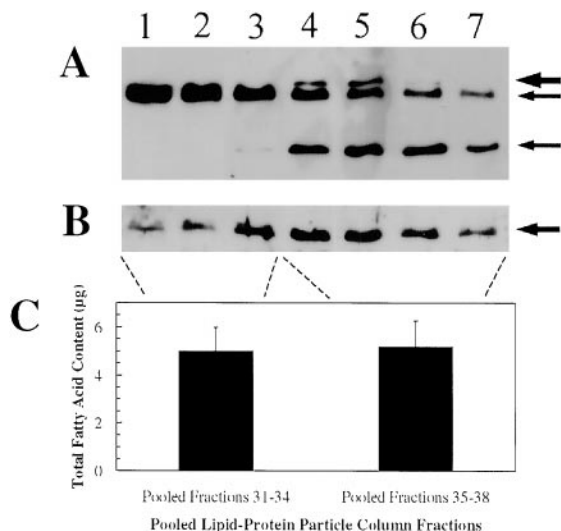 1 2 3 4 5 6 7
A
B
C
Total Fatty Acid Content (µg)
6
4
2
0
Pooled Fractions 31-34 Pooled Fractions 35-38
Pooled Lipid-Protein Particle Column Fractions